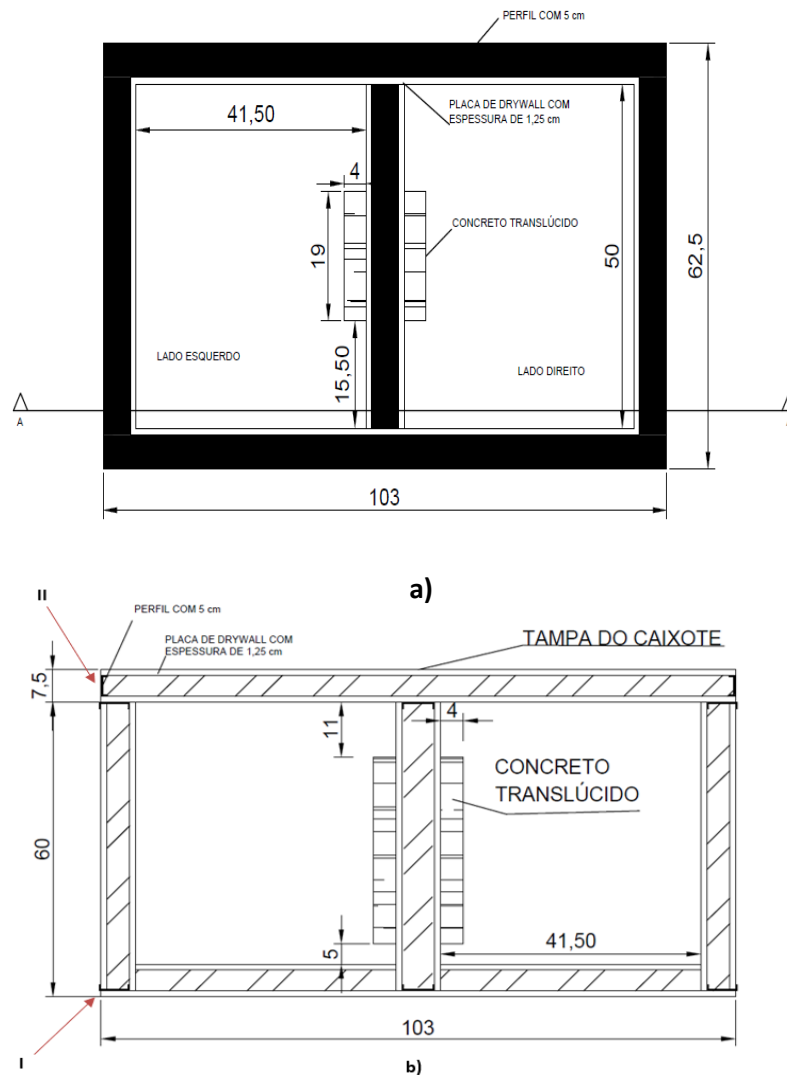 PERFIL COM 5 cm
PLACA DE DRYWALL COM
ESPESSURA DE 1,25 cm
41,50
4
CONCRETO TRANSLÚCIDO
19
50
62,5
LADO ESQUERDO
15,50
LADO DIREITO
A
103
a)
II
PERFIL COM 5 cm
PLACA DE DRYWALL COM
ESPESSURA DE 1,25 cm
TAMPA DO CAIXOTE
7,5
11
4
CONCRETO
TRANSLÚCIDO
60
41,50
5
103
I
b)